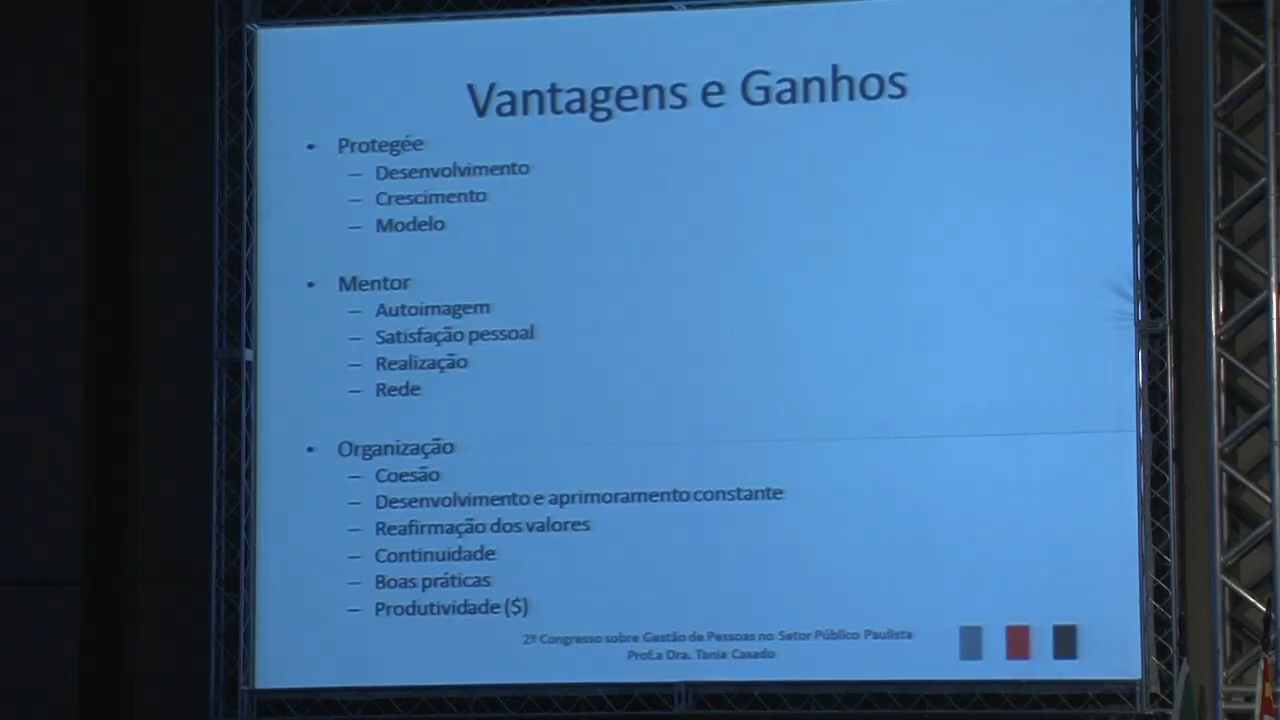 Vantagens e Ganhos
• Protegée
– Desenvolvimento
– Crescimento
– Modelo
• Mentor
– Autoimagem
– Satisfação pessoal
– Realização
– Rede
• Organização
– Coesão
– Desenvolvimento e aprimoramento constante
– Reafirmação dos valores
– Continuidade
– Boas práticas
– Produtividade ($)
2º Congresso sobre Gestão de Pessoas no Setor Público Paulista
Prof.a Dra. Tania Casado